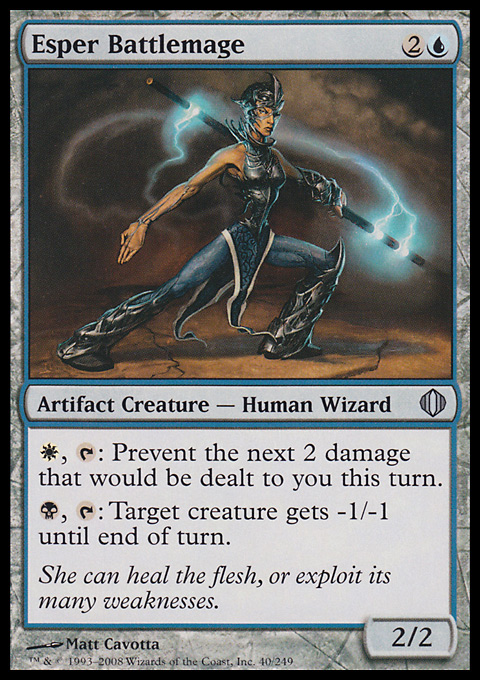 Esper Battlemage 2
Artifact Creature — Human Wizard
, : Prevent the next 2 damage
that would be dealt to you this turn.
, : Target creature gets -1/-1
until end of turn.
She can heal the flesh, or exploit its
many weaknesses.
Matt Cavotta
2/2
™ & © 1993–2008 Wizards of the Coast, Inc. 40/249